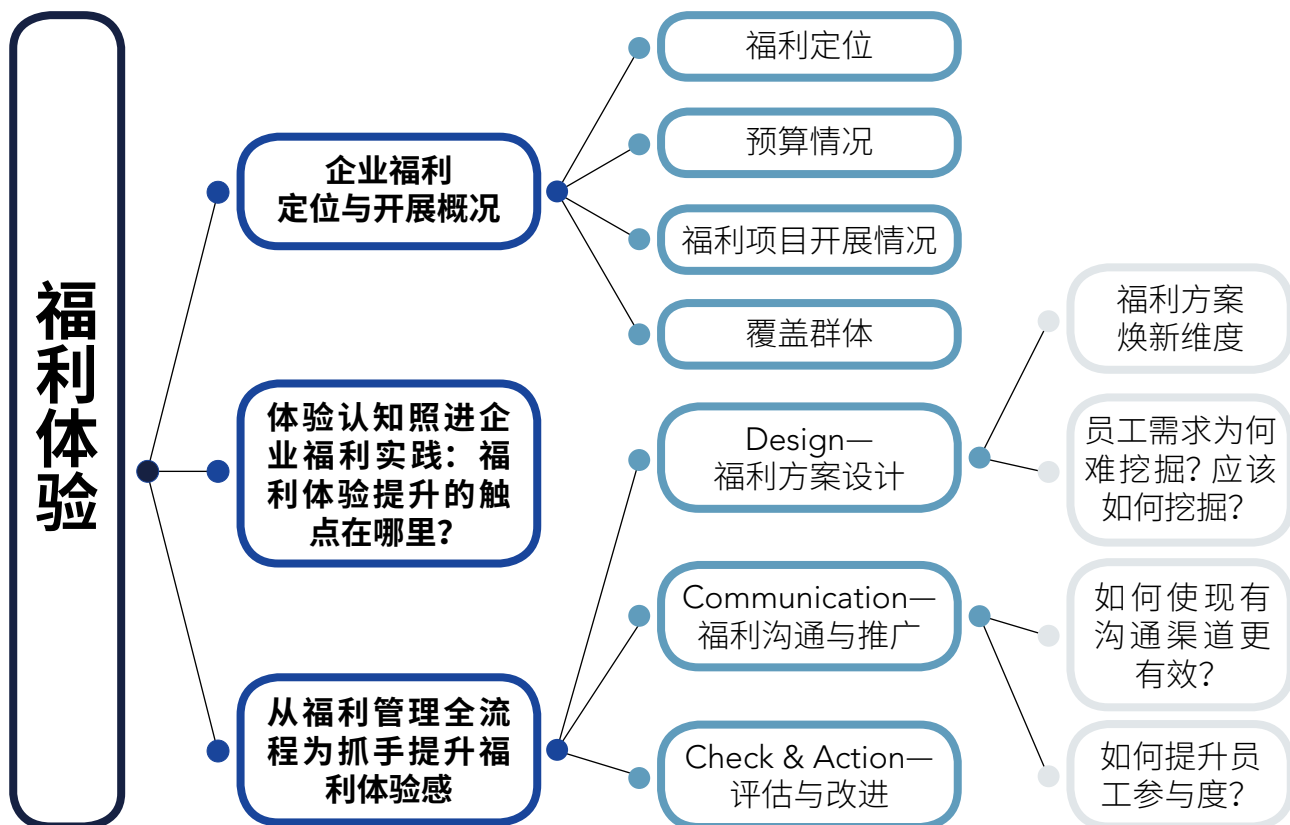 福利体验
企业福利
定位与开展概况
福利定位
预算情况
福利项目开展情况
覆盖群体
体验认知照进企
业福利实践：福
利体验提升的触
点在哪里？
从福利管理全流
程为抓手提升福
利体验感
Design—
福利方案设计
福利方案
焕新维度
员工需求为何
难挖掘？应该
如何挖掘？
Communication—
福利沟通与推广
如何使现有
沟通渠道更
有效？
如何提升员
工参与度？
Check & Action—
评估与改进